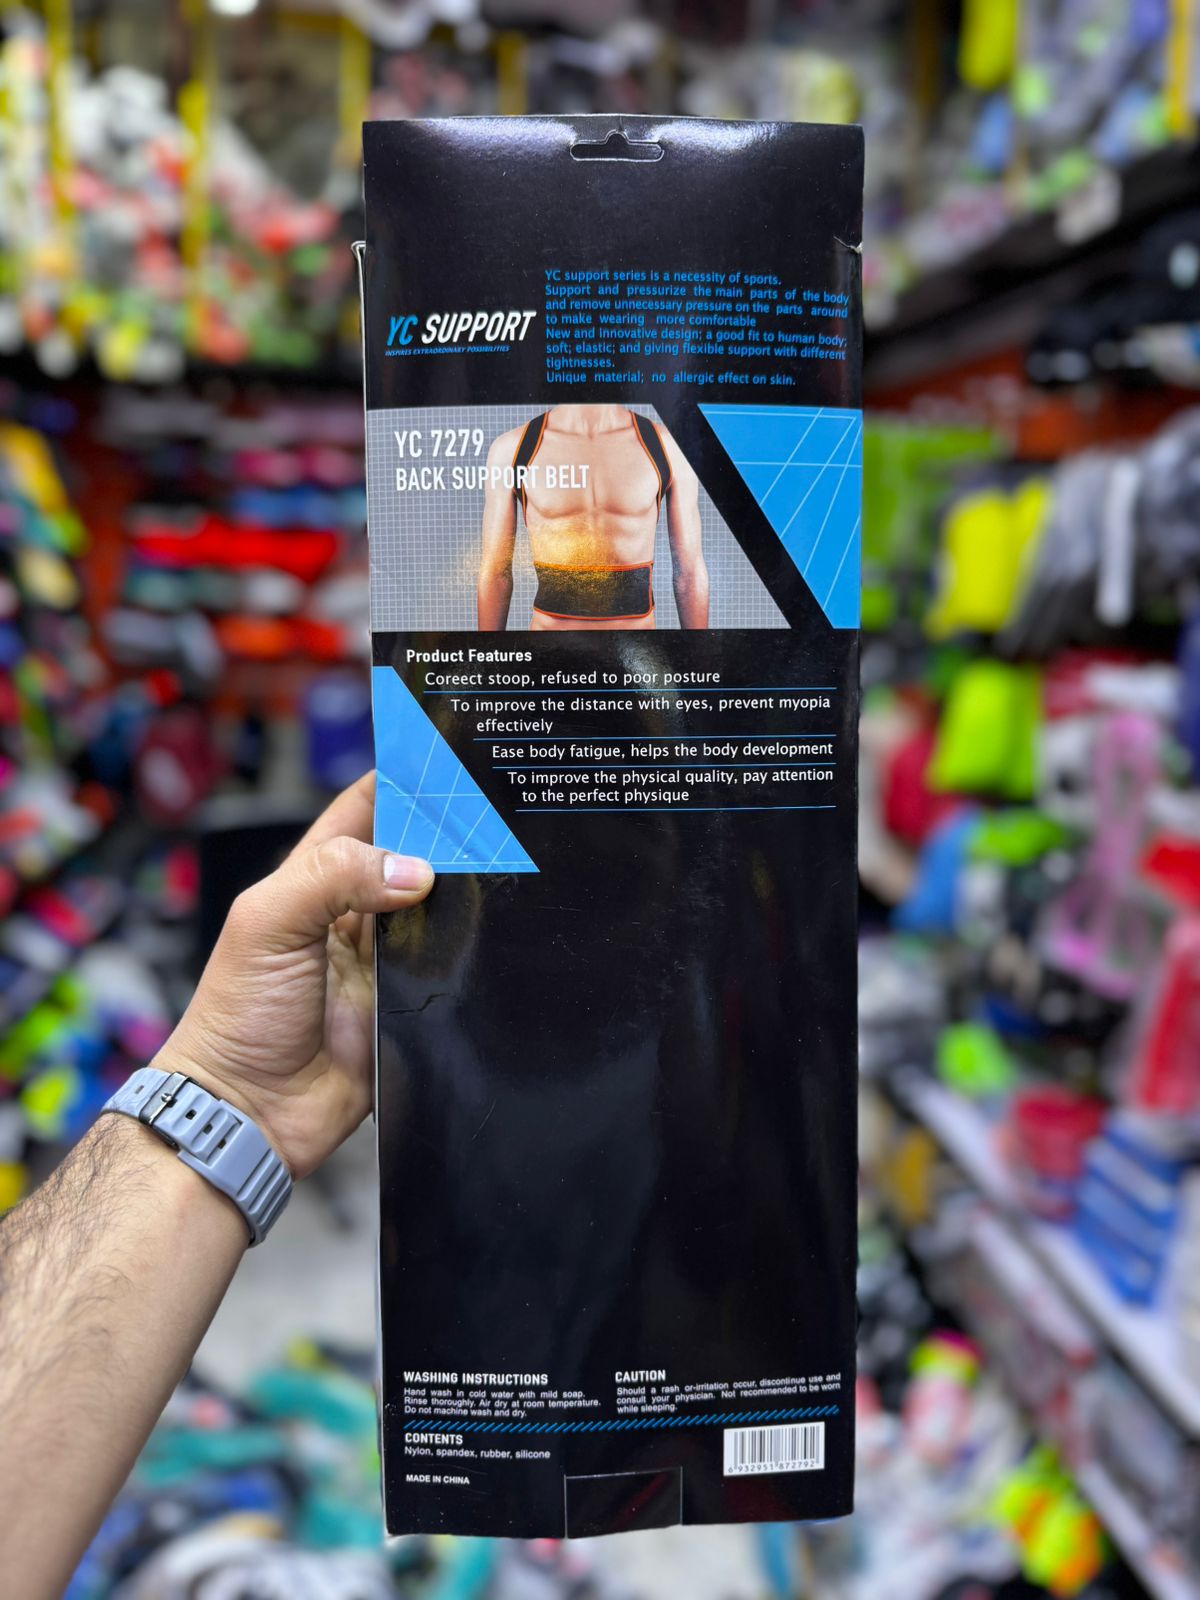 YC support series is a necessity of sports.
Support and pressurize the main parts of the body
and remove unnecessary pressure on the parts around
to make wearing more comfortable
New and innovative design; a good fit to human body;
soft; elastic; and giving flexible support with different
tightnesses.
Unique material; no allergic effect on skin.
YC SUPPORT
INSPIRES EXTRAORDINARY POSSIBILITIES
YC 7279
BACK SUPPORT BELT
Product Features
Coreect stoop, refused to poor posture
To improve the distance with eyes, prevent myopia
effectively
Ease body fatigue, helps the body development
To improve the physical quality, pay attention
to the perfect physique
WASHING INSTRUCTIONS
Hand wash in cold water with mild soap.
Rinse thoroughly. Air dry at room temperature.
Do not machine wash and dry.
CAUTION
Should a rash or-irritation occur, discontinue use and
consult your physician. Not recommended to be worn
while sleeping.
CONTENTS
Nylon, spandex, rubber, silicone
MADE IN CHINA
6 932951 872792